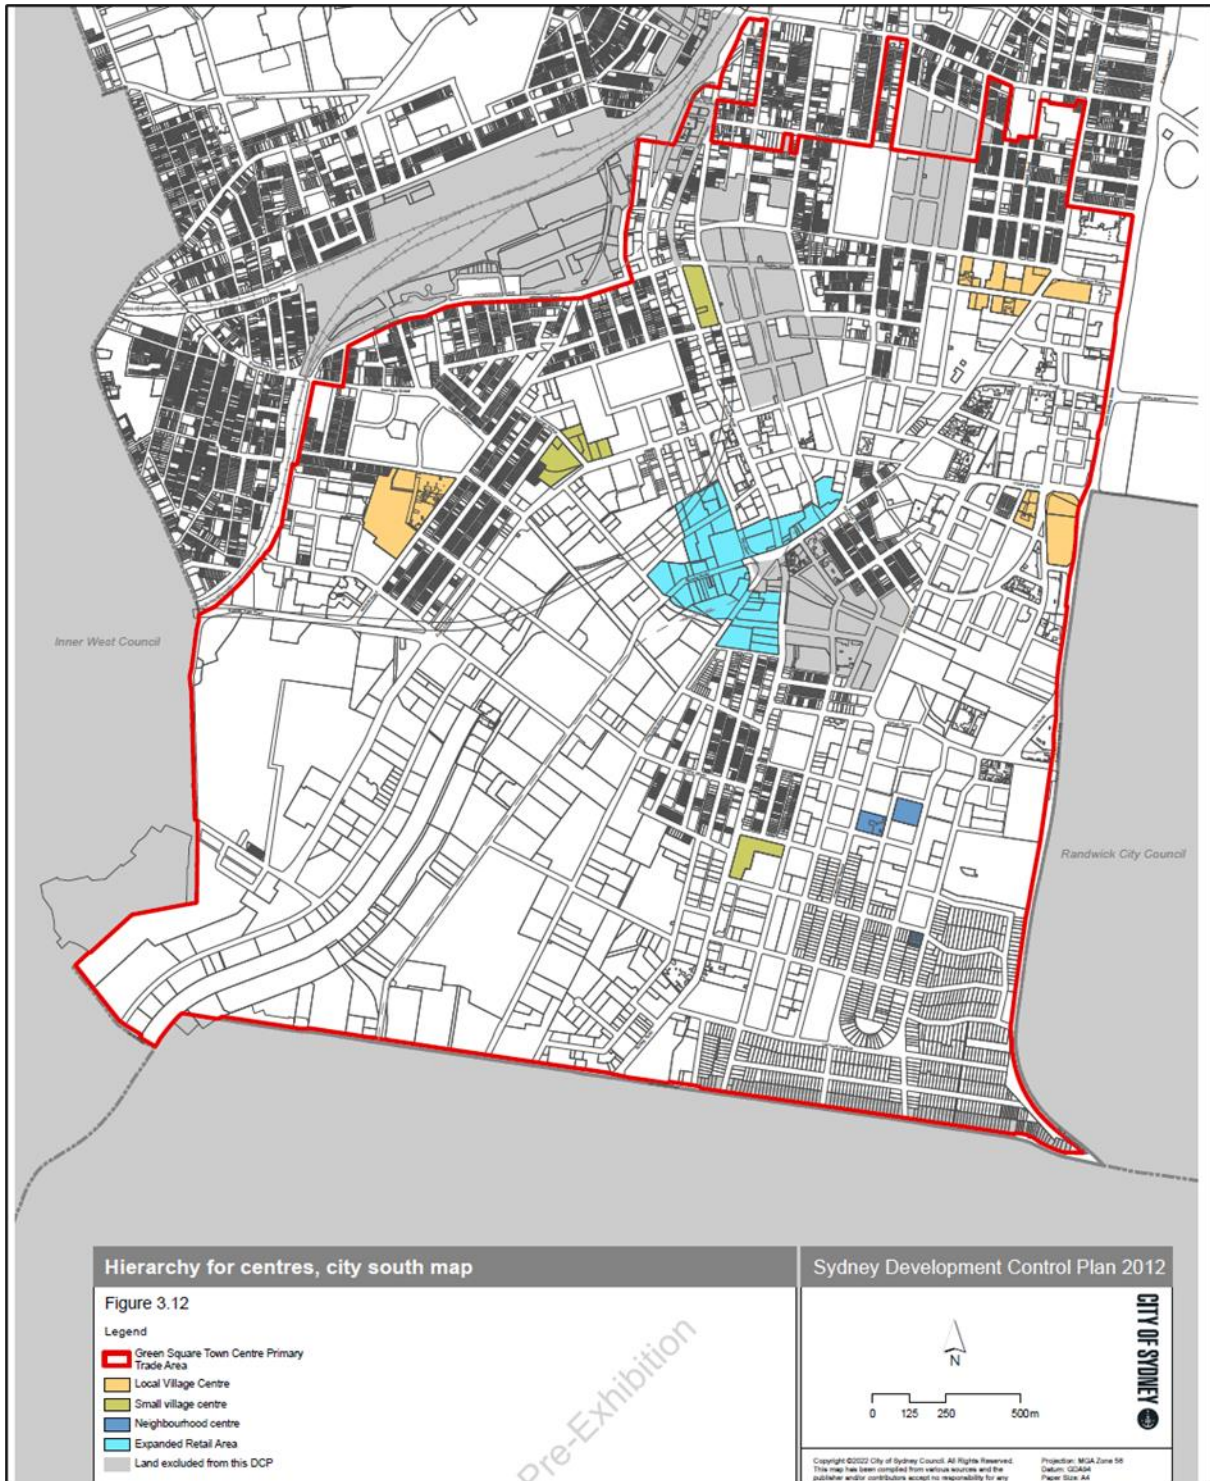 Inner West Council
Randwick City Council
Hierarchy for centres, city south map
Sydney Development Control Plan 2012
Figure 3.12
Legend
Green Square Town Centre Primary
Trade Area
Local Village Centre
Small village centre
Neighbourhood centre
Expanded Retail Area
Land excluded from this DCP
Pre-Exhibition
N
0 125 250 500m
CITY OF SYDNEY
Copyright ©2022 City of Sydney Council. All Rights Reserved.
This map has been compiled from various sources and the
publisher and/or contributors accept no responsibility for any
Projection: MGA Zone 56
Datum: GDA94
Paper Size: A4